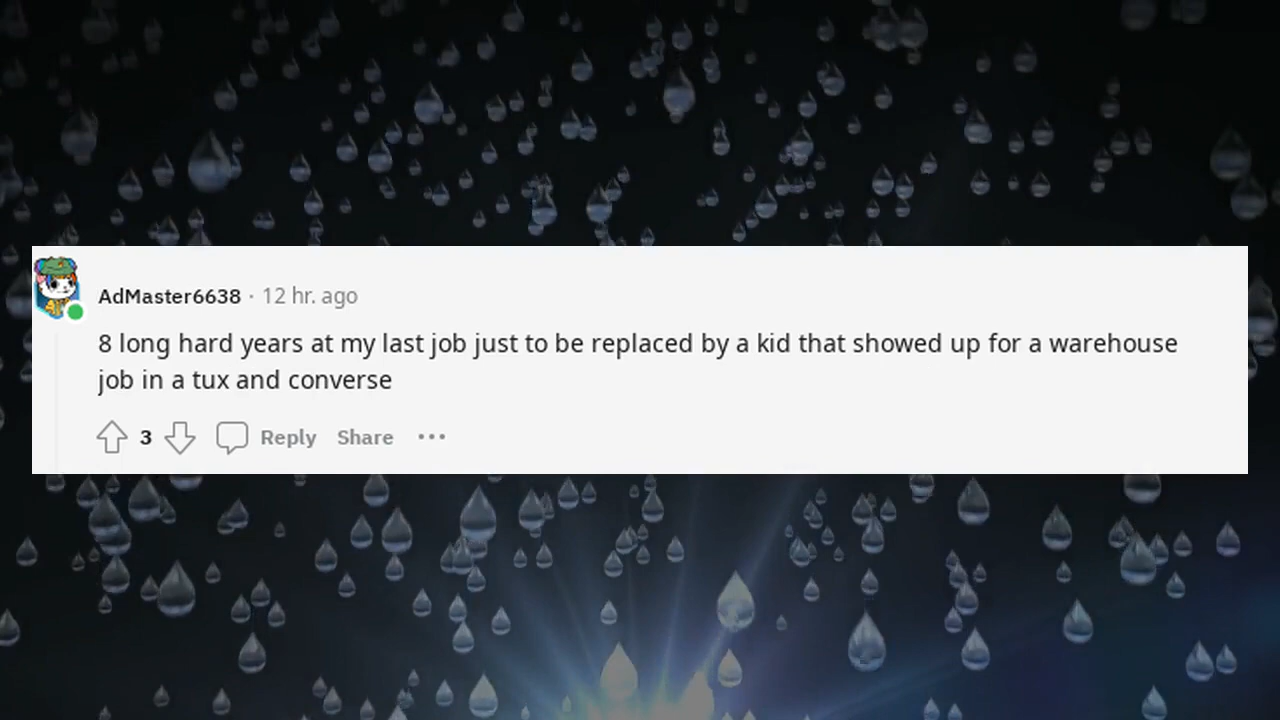 AdMaster6638 · 12 hr. ago
8 long hard years at my last job just to be replaced by a kid that showed up for a warehouse
job in a tux and converse
3 Reply Share ···